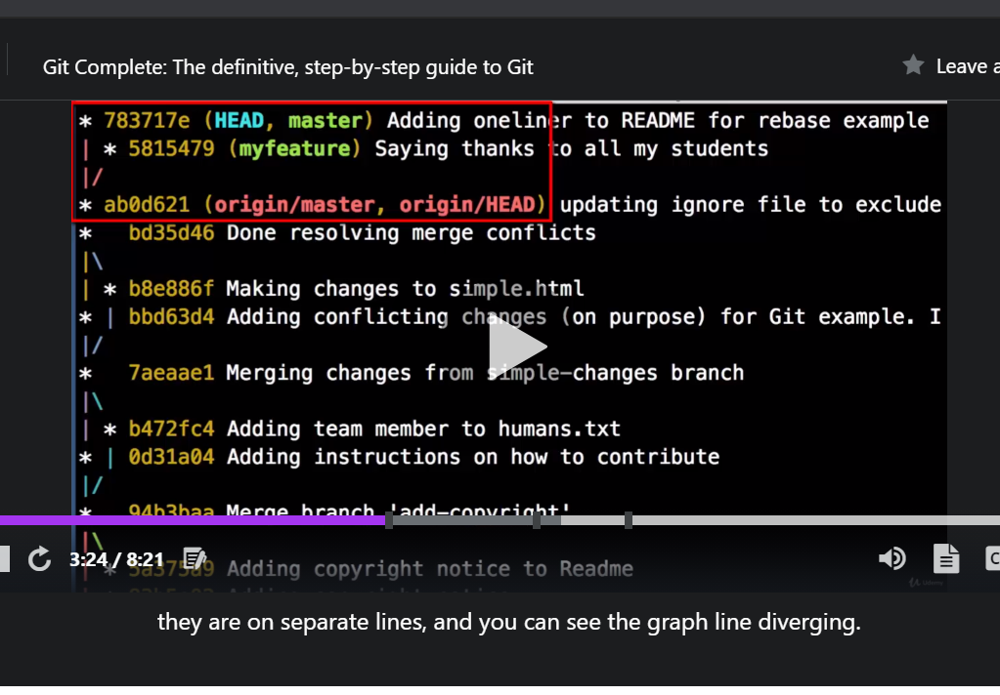 Git Complete: The definitive, step-by-step guide to Git
Leave a
* 783717e (HEAD, master) Adding oneliner to README for rebase example
| * 5815479 (myfeature) Saying thanks to all my students
|/
* ab0d621 (origin/master, origin/HEAD) updating ignore file to exclude
*   bd35d46 Done resolving merge conflicts
|\
| * b8e886f Making changes to simple.html
* | bbd63d4 Adding conflicting changes (on purpose) for Git example. I
|/
*   7aeaae1 Merging changes from simple-changes branch
|\
| * b472fc4 Adding team member to humans.txt
* | 0d31a04 Adding instructions on how to contribute
|/
*   94b3baa Merge branch 'add-copyright'
|\
| * 5a375a9 Adding copyright notice to Readme
3:24 / 8:21
they are on separate lines, and you can see the graph line diverging.